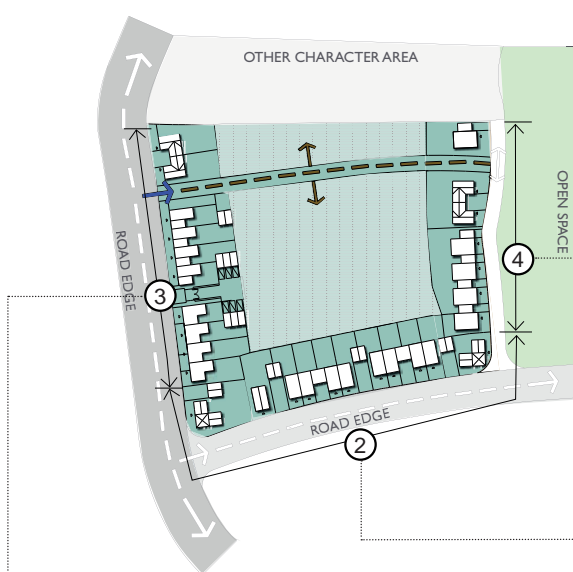 OTHER CHARACTER AREA
OPEN SPACE
ROAD EDGE
4
3
ROAD EDGE
2